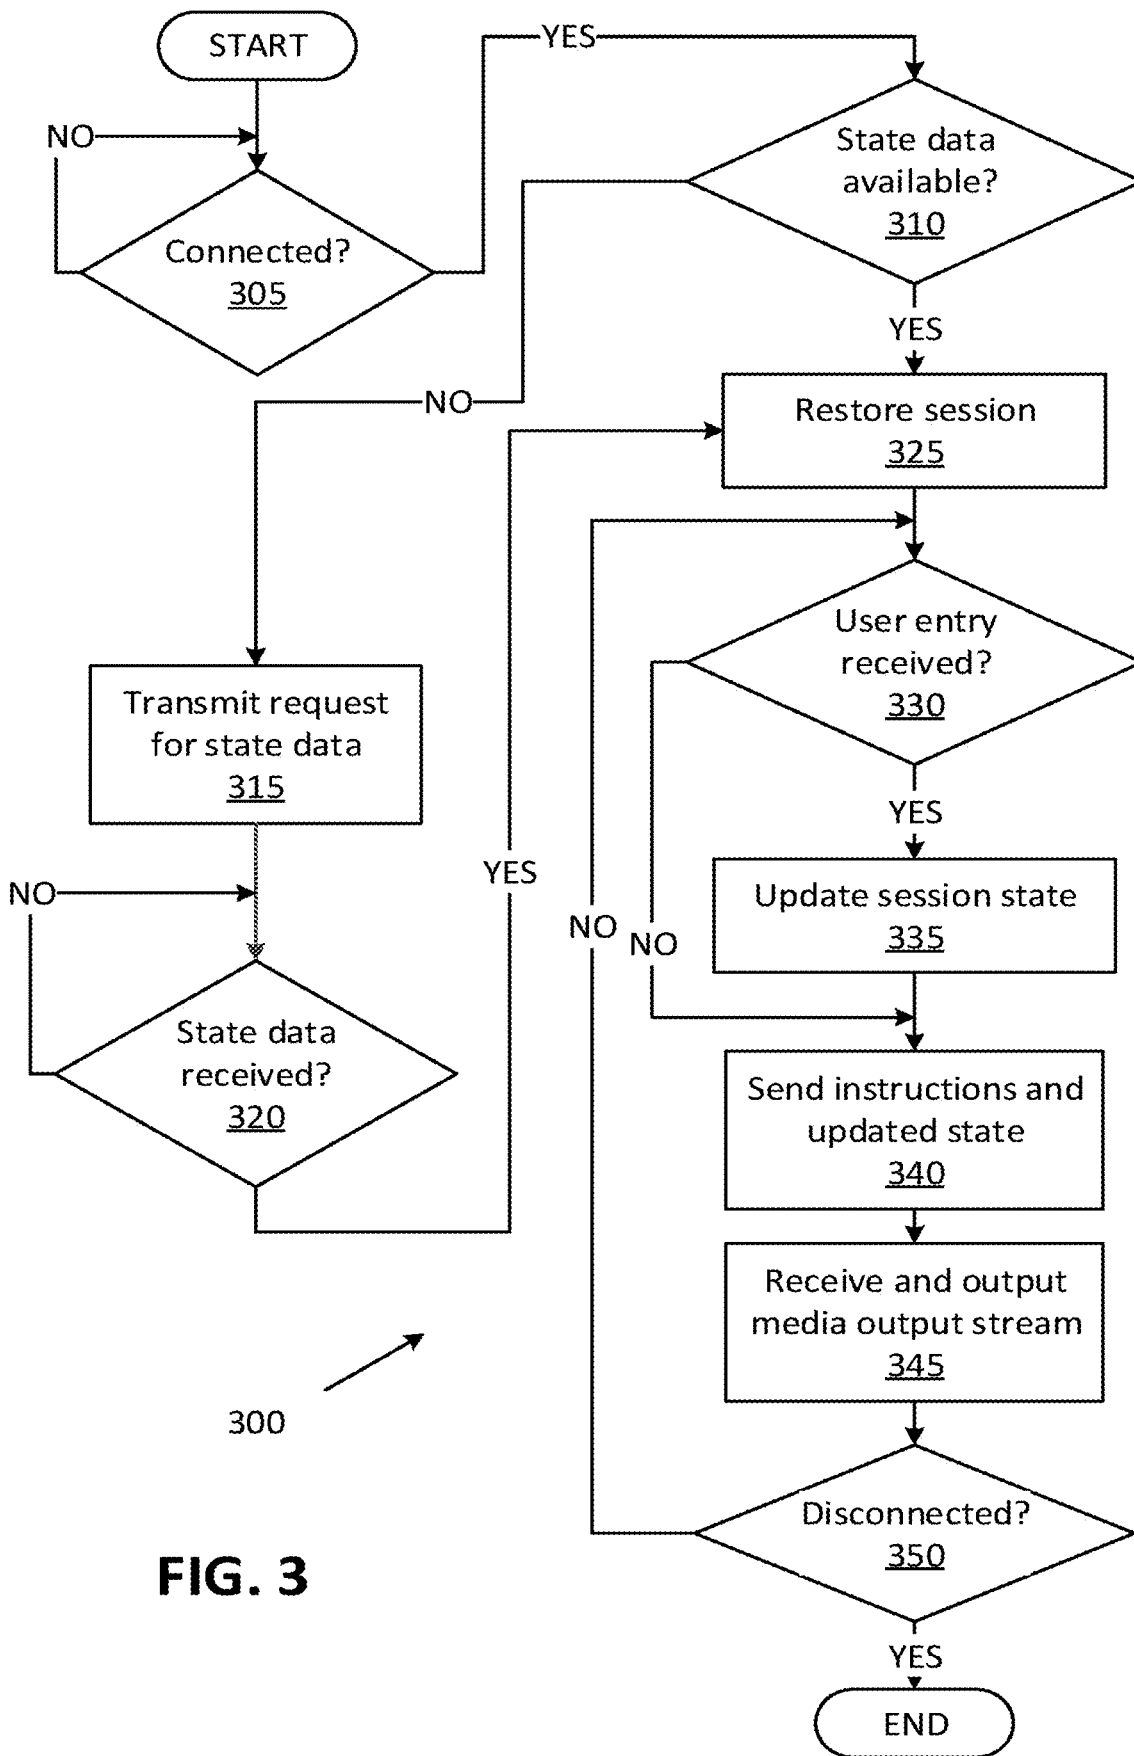 START
YES
NO
State data
available?
310
Connected?
305
YES
NO
Restore session
325
User entry
received?
330
Transmit request
for state data
315
YES
YES
NO
Update session state
335
NO
NO
State data
received?
320
Send instructions and
updated state
340
Receive and output
media output stream
345
300
Disconnected?
350
FIG. 3
YES
END